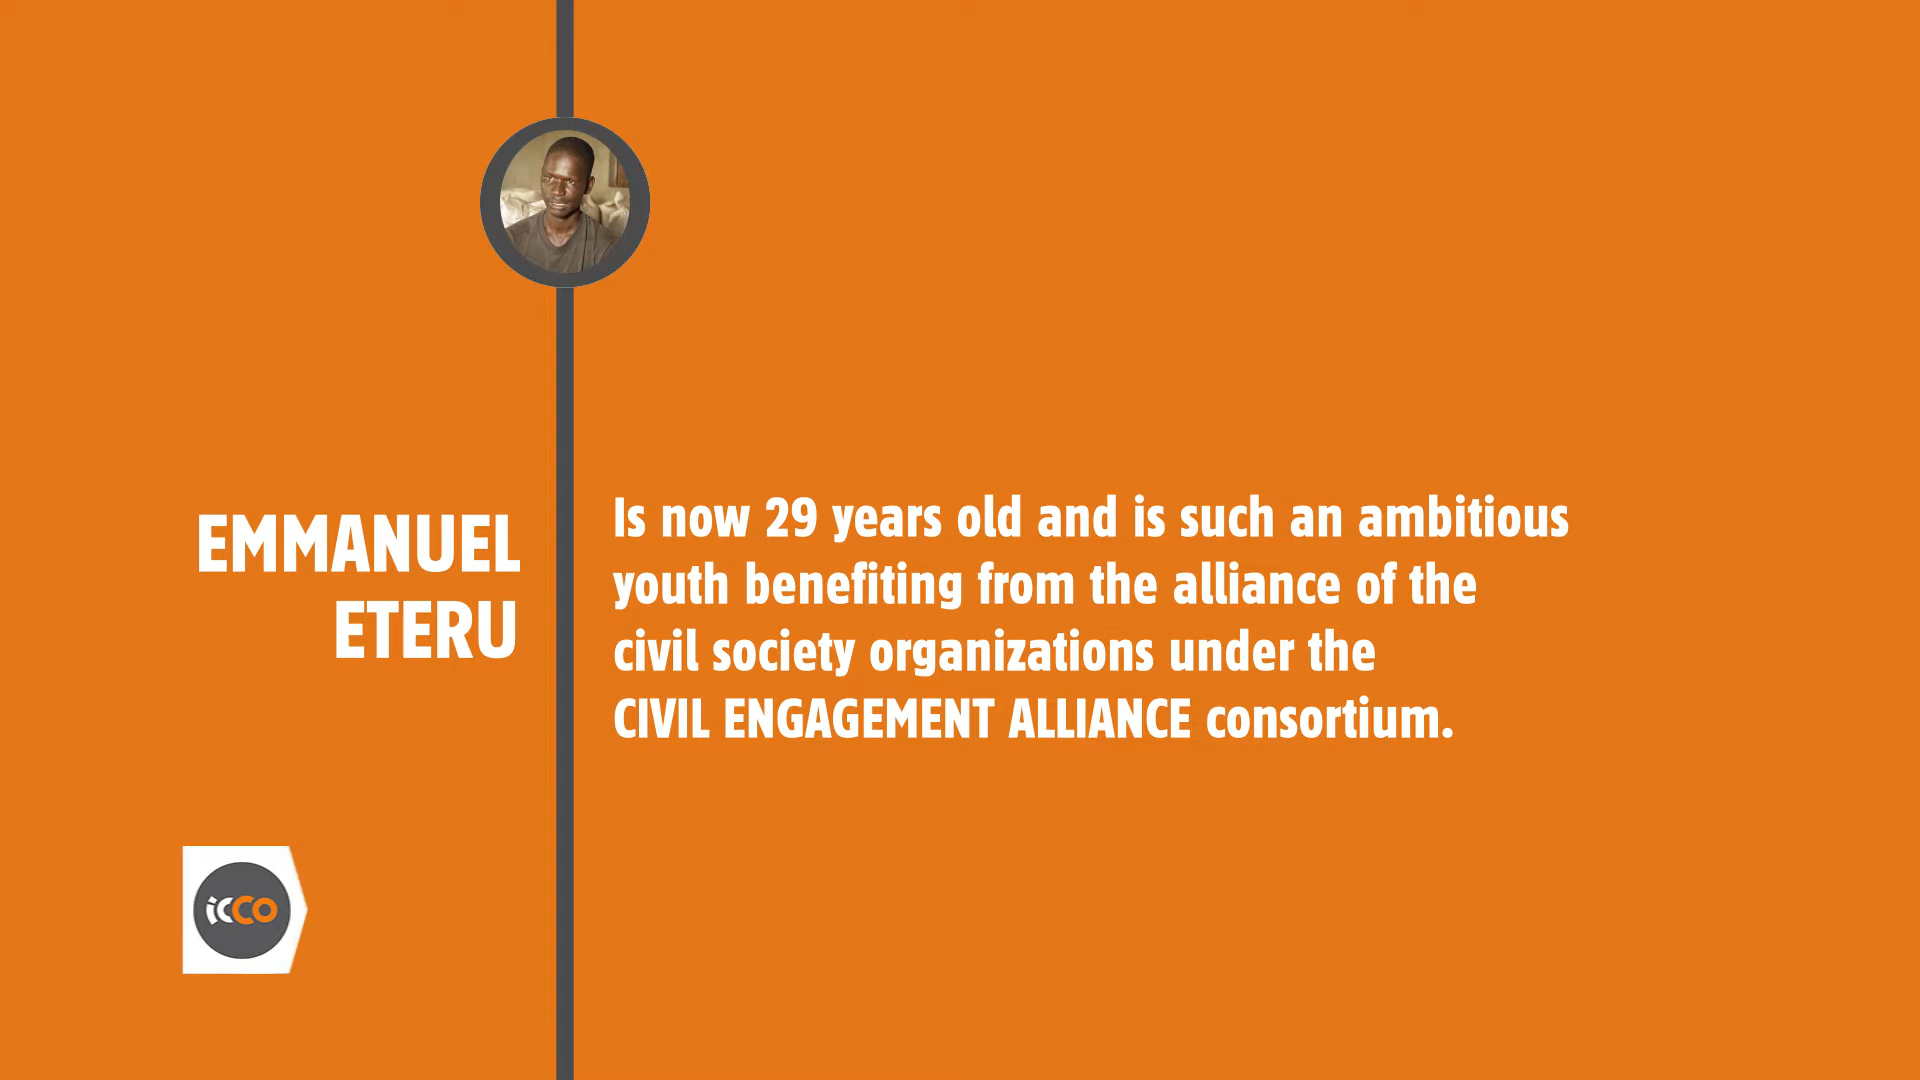 EMMANUEL
ETERU
Is now 29 years old and is such an ambitious
youth benefiting from the alliance of the
civil society organizations under the
CIVIL ENGAGEMENT ALLIANCE consortium.
icco